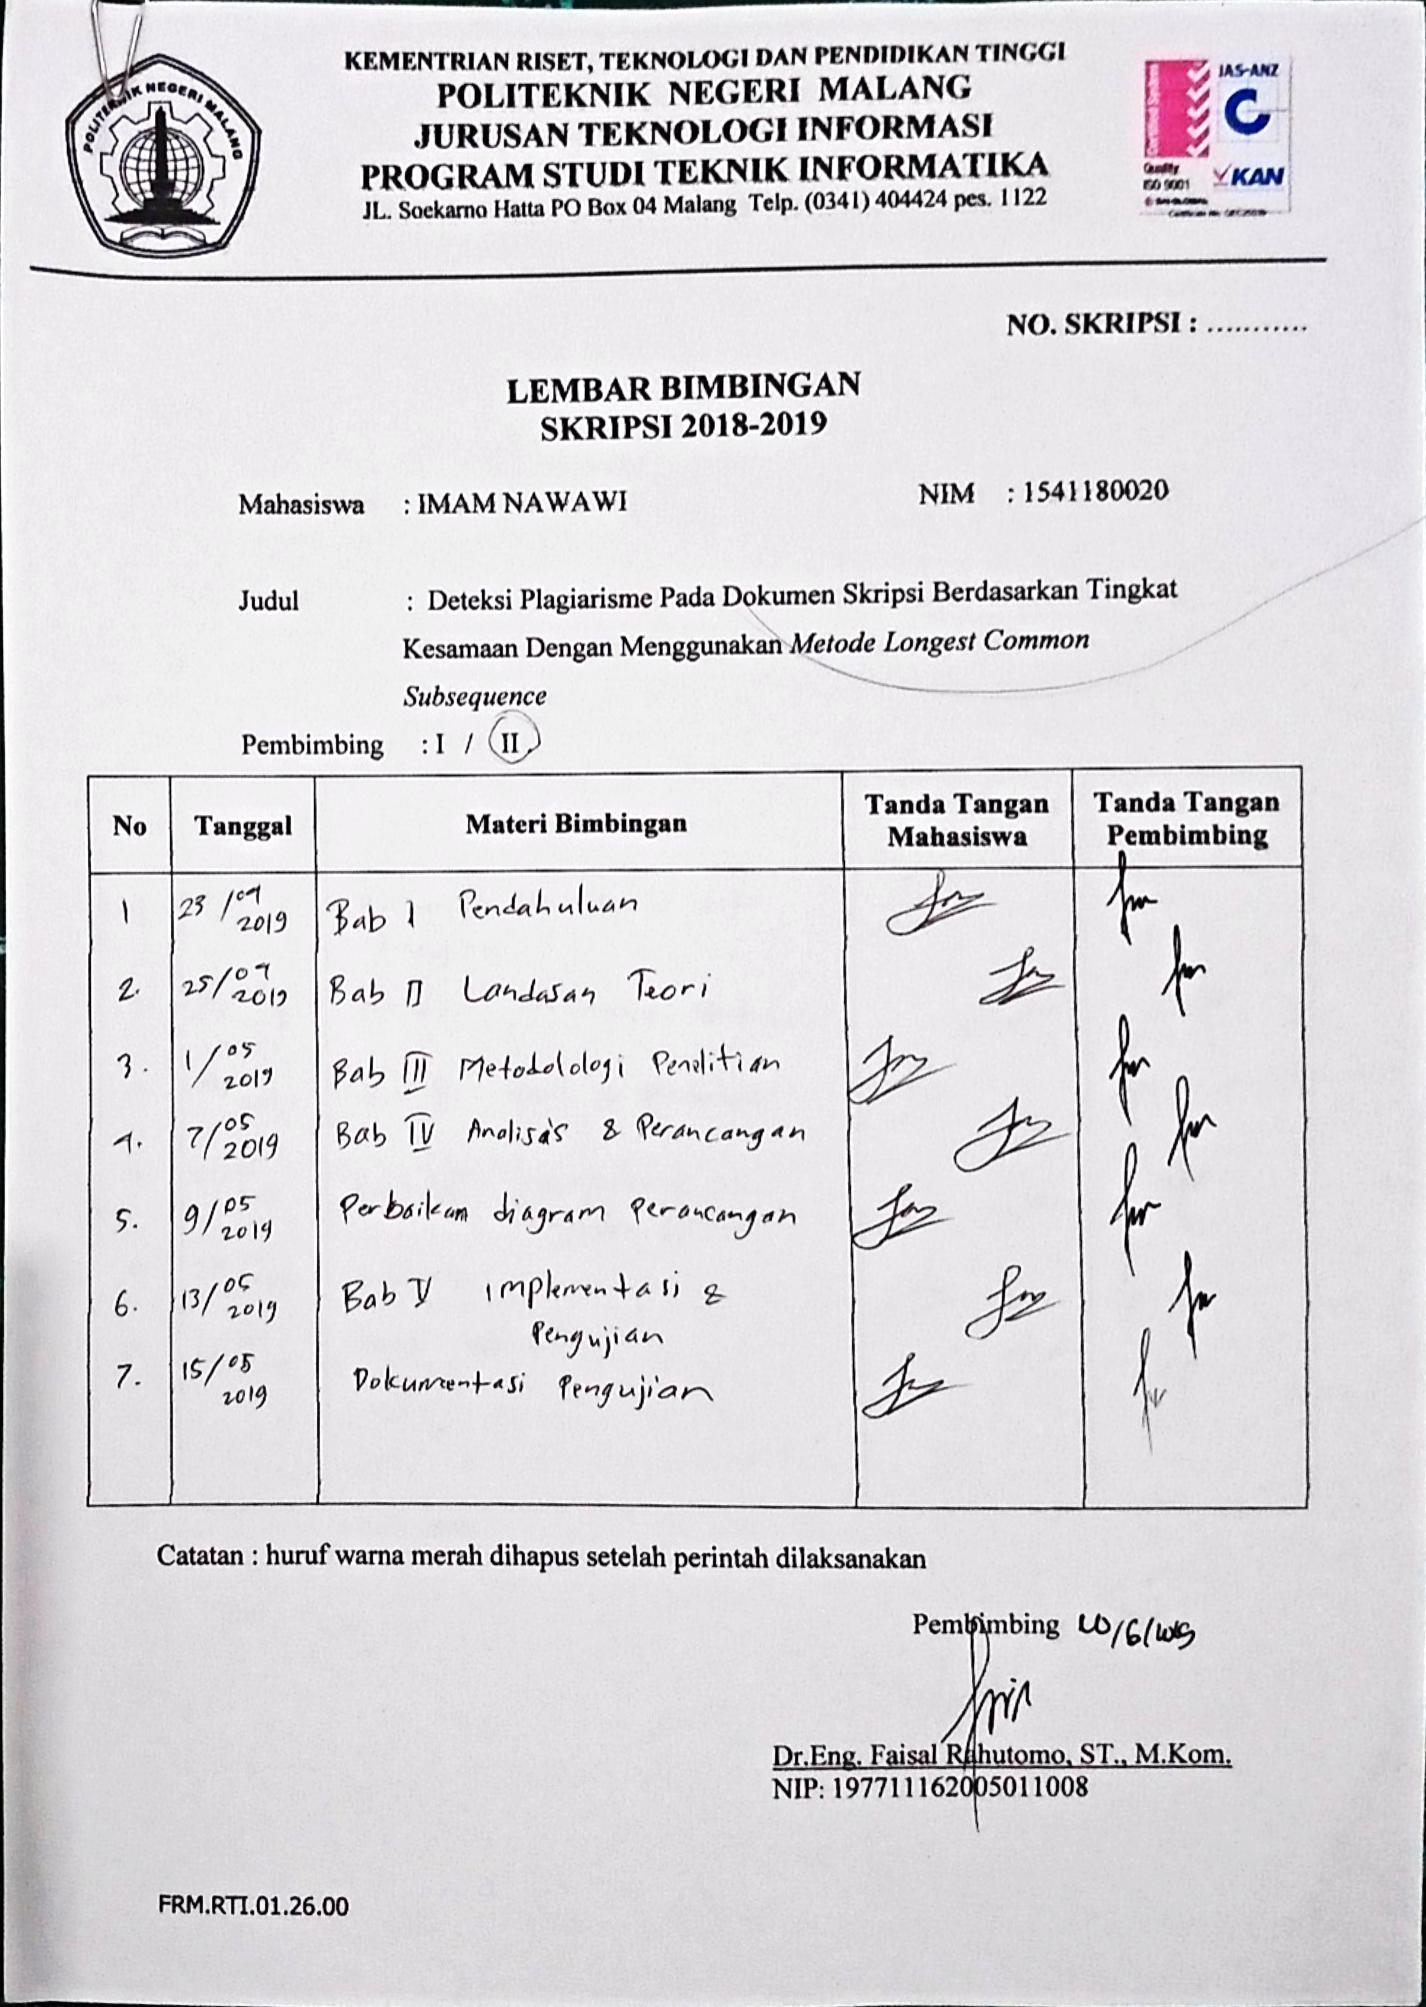 POLITEKNIK NEGERI MALANG
KEMENTRIAN RISET, TEKNOLOGI DAN PENDIDIKAN TINGGI
POLITEKNIK NEGERI MALANG
JURUSAN TEKNOLOGI INFORMASI
PROGRAM STUDI TEKNIK INFORMATIKA
JL. Soekarno Hatta PO Box 04 Malang Telp. (0341) 404424 pes. 1122
Certified System
JAS-ANZ
Quality
ISO 9001
KAN
NO. SKRIPSI : ...........
LEMBAR BIMBINGAN
SKRIPSI 2018-2019
Mahasiswa : IMAM NAWAWI NIM : 1541180020
Judul : Deteksi Plagiarisme Pada Dokumen Skripsi Berdasarkan Tingkat
Kesamaan Dengan Menggunakan Metode Longest Common
Subsequence
Pembimbing : I / II
No Tanggal Materi Bimbingan Tanda Tangan Mahasiswa Tanda Tangan Pembimbing
1 23/04 2019 Bab I Pendahuluan
2. 25/04 2019 Bab II Landasan Teori
3. 1/05 2019 Bab III Metodolologi Penelitian
4. 7/05 2019 Bab IV Analisis & Perancangan
5. 9/05 2019 Perbaikan diagram perancangan
6. 13/05 2019 Bab V implementasi &
Pengujian
7. 15/05 2019 Dokumentasi Pengujian
Catatan : huruf warna merah dihapus setelah perintah dilaksanakan
Pembimbing
Dr.Eng. Faisal Rahutomo, ST., M.Kom.
NIP: 197711162005011008
FRM.RTI.01.26.00